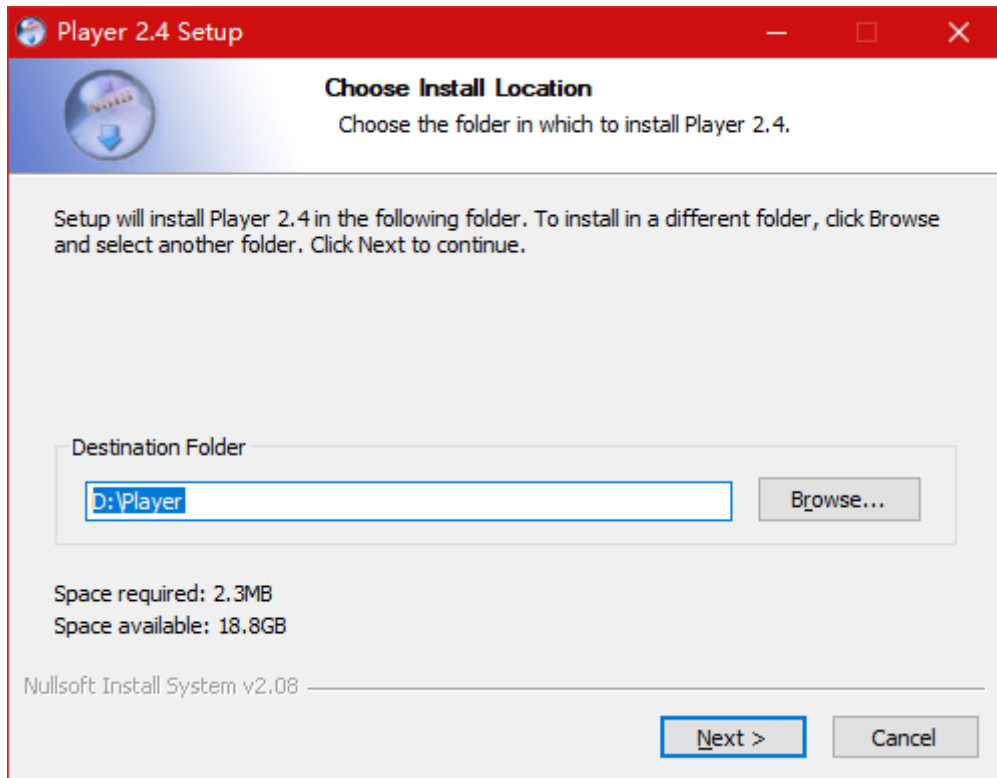 Player 2.4 Setup
Choose Install Location
Choose the folder in which to install Player 2.4.
Setup will install Player 2.4 in the following folder. To install in a different folder, click Browse
and select another folder. Click Next to continue.
Destination Folder
D:\Player
Browse...
Space required: 2.3MB
Space available: 18.8GB
Nullsoft Install System v2.08
Next >
Cancel